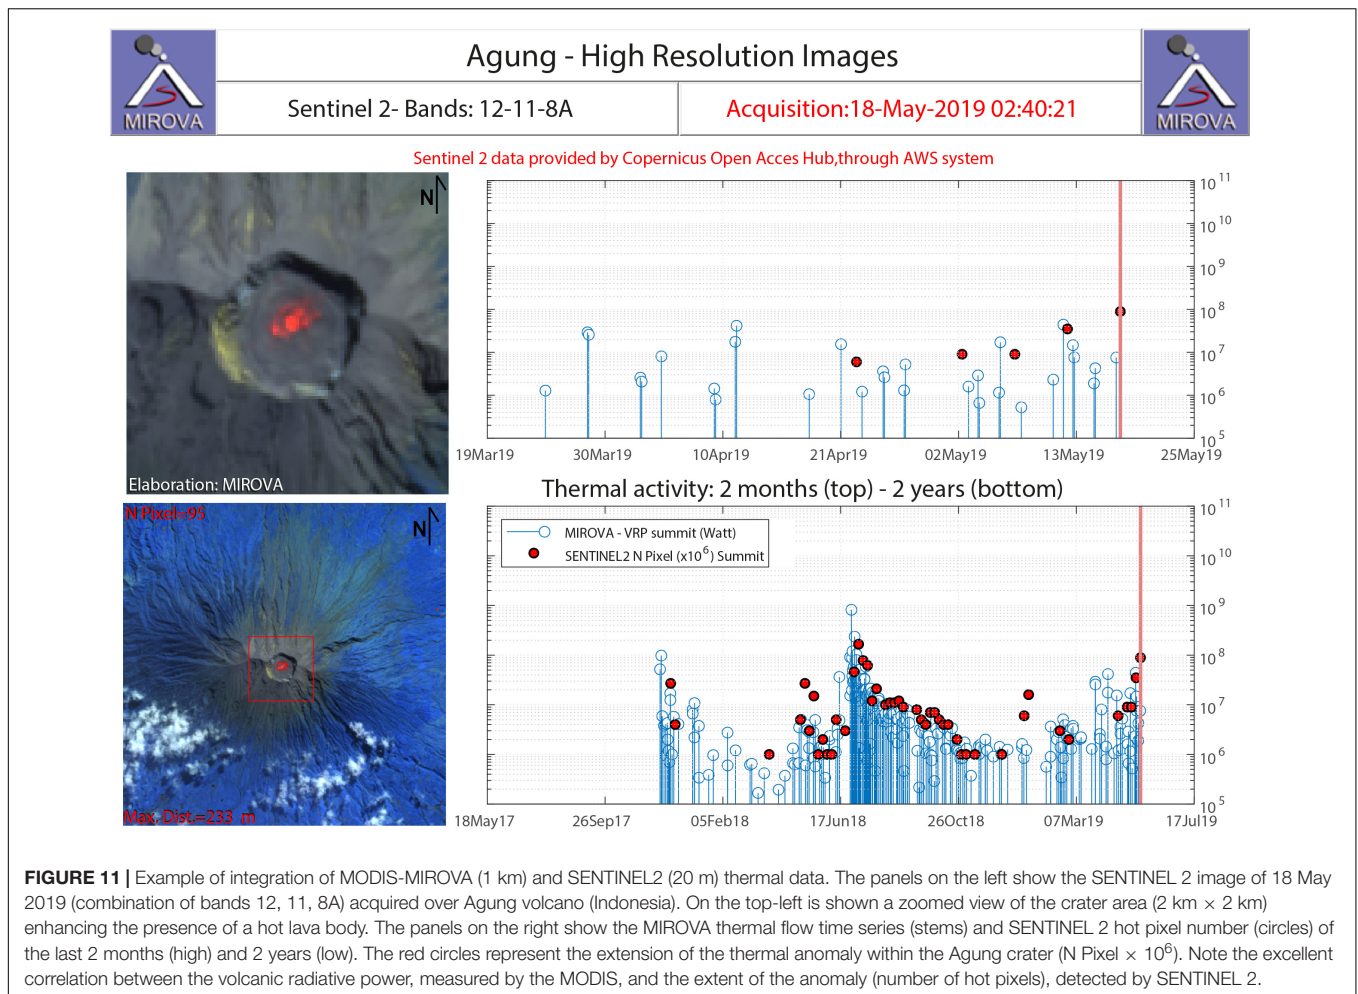 Agung - High Resolution Images
MIROVA
Sentinel 2- Bands: 12-11-8A
Acquisition:18-May-2019 02:40:21
MIROVA
Sentinel 2 data provided by Copernicus Open Acces Hub,through AWS system
N
Elaboration: MIROVA
10^11
10^10
10^9
10^8
10^7
10^6
10^5
19Mar19 30Mar19 10Apr19 21Apr19 02May19 13May19 25May19
Thermal activity: 2 months (top) - 2 years (bottom)
N Pixel=95
N
Max. Dist.=233 m
MIROVA - VRP summit (Watt)
SENTINEL2 N Pixel (x10^6) Summit
10^11
10^10
10^9
10^8
10^7
10^6
10^5
18May17 26Sep17 05Feb18 17Jun18 26Oct18 07Mar19 17Jul19
FIGURE 11 | Example of integration of MODIS-MIROVA (1 km) and SENTINEL2 (20 m) thermal data. The panels on the left show the SENTINEL 2 image of 18 May
2019 (combination of bands 12, 11, 8A) acquired over Agung volcano (Indonesia). On the top-left is shown a zoomed view of the crater area (2 km × 2 km)
enhancing the presence of a hot lava body. The panels on the right show the MIROVA thermal flow time series (stems) and SENTINEL 2 hot pixel number (circles) of
the last 2 months (high) and 2 years (low). The red circles represent the extension of the thermal anomaly within the Agung crater (N Pixel × 10^6). Note the excellent
correlation between the volcanic radiative power, measured by the MODIS, and the extent of the anomaly (number of hot pixels), detected by SENTINEL 2.